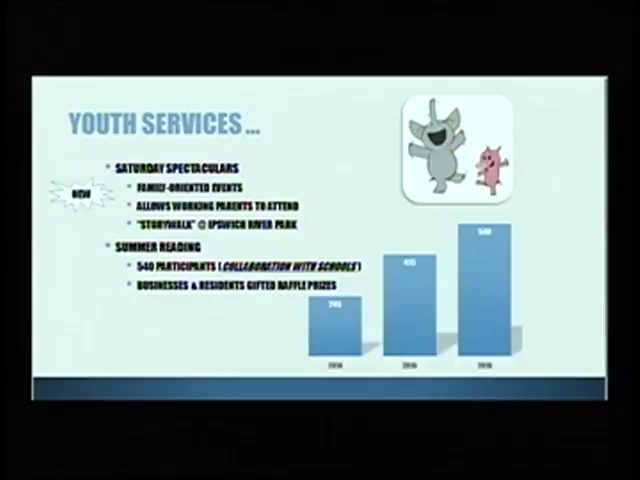 YOUTH SERVICES ...
SATURDAY SPECTACULARS
NEW
FAMILY-ORIENTED EVENTS
ALLOWS WORKING PARENTS TO ATTEND
"STORYWALK" @ IPSWICH RIVER PARK
SUMMER READING
540 PARTICIPANTS (COLLABORATION WITH SCHOOLS)
BUSINESSES & RESIDENTS GIFTED RAFFLE PRIZES
540
2014